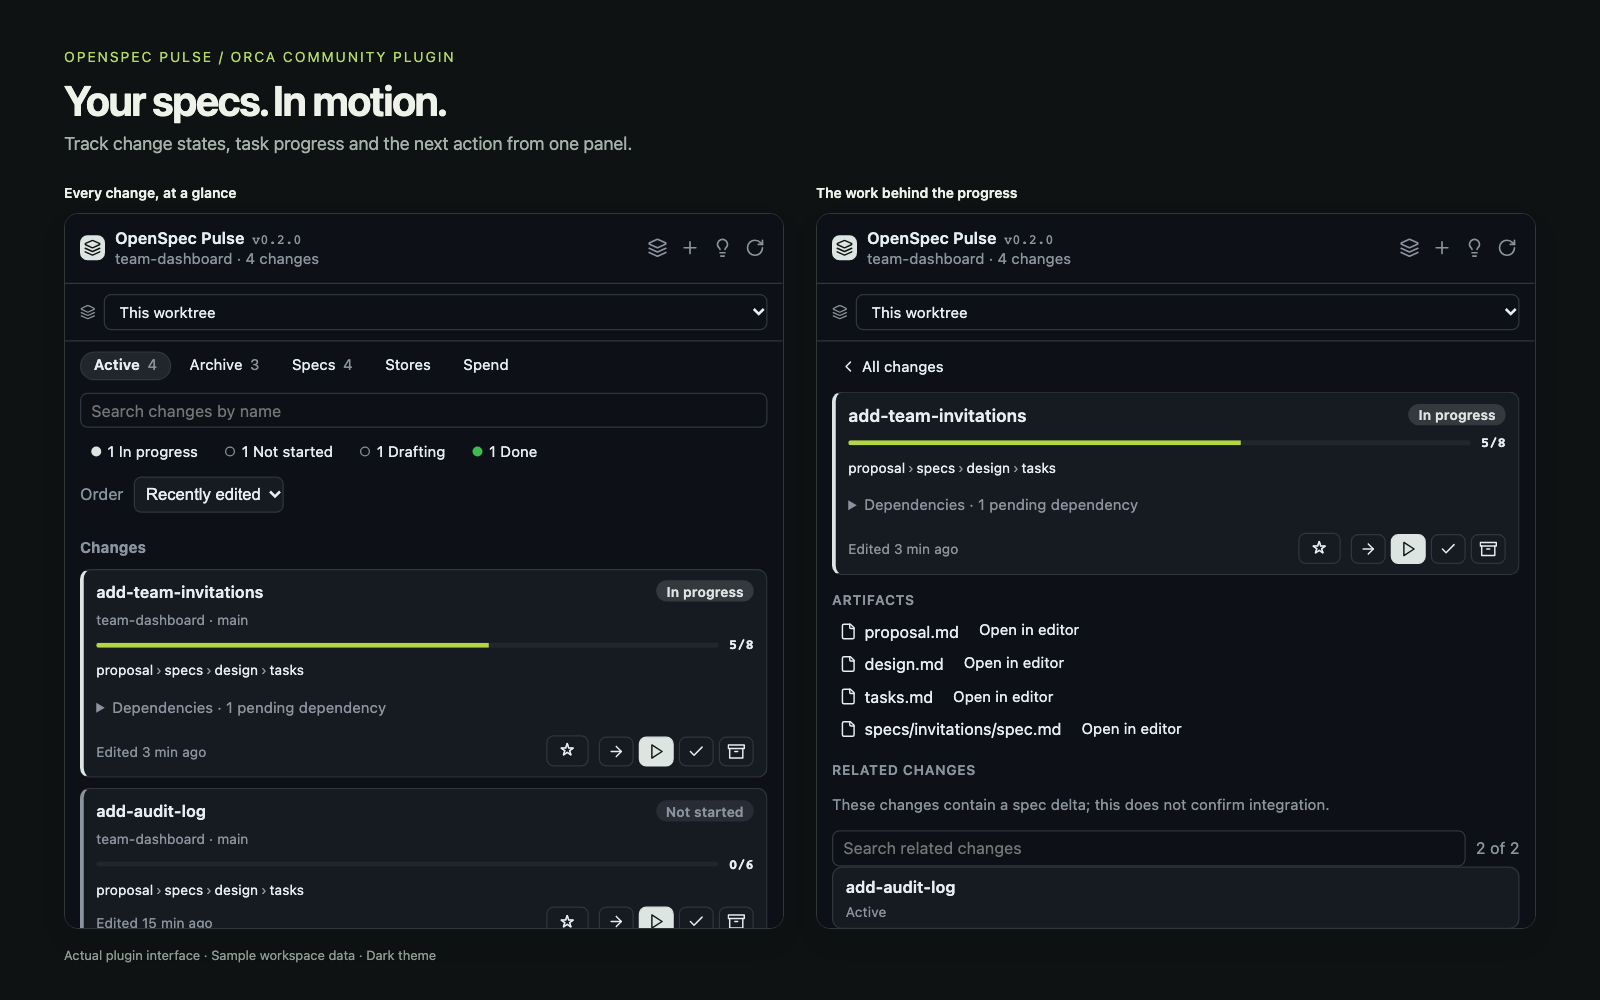 OPENSPEC PULSE / ORCA COMMUNITY PLUGIN
Your specs. In motion.
Track change states, task progress and the next action from one panel.
Every change, at a glance
OpenSpec Pulse v0.2.0
team-dashboard · 4 changes
This worktree
Active 4 Archive 3 Specs 4 Stores Spend
Search changes by name
1 In progress 1 Not started 1 Drafting 1 Done
Order Recently edited
Changes
add-team-invitations In progress
team-dashboard · main
5/8
proposal › specs › design › tasks
Dependencies · 1 pending dependency
Edited 3 min ago
add-audit-log Not started
team-dashboard · main
0/6
proposal › specs › design › tasks
Edited 15 min ago
The work behind the progress
OpenSpec Pulse v0.2.0
team-dashboard · 4 changes
This worktree
All changes
add-team-invitations In progress
5/8
proposal › specs › design › tasks
Dependencies · 1 pending dependency
Edited 3 min ago
ARTIFACTS
proposal.md Open in editor
design.md Open in editor
tasks.md Open in editor
specs/invitations/spec.md Open in editor
RELATED CHANGES
These changes contain a spec delta; this does not confirm integration.
Search related changes 2 of 2
add-audit-log
Active
Actual plugin interface · Sample workspace data · Dark theme